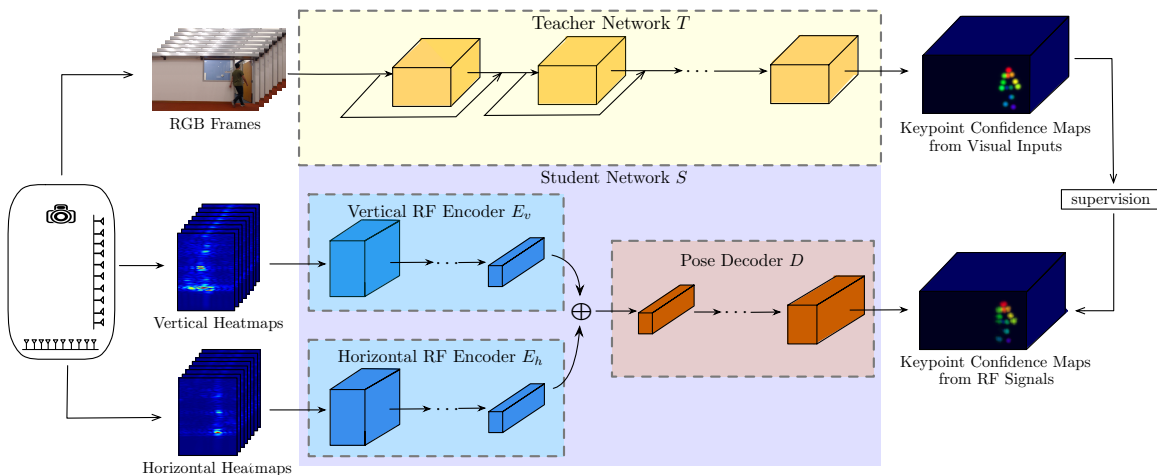 Teacher Network T
RGB Frames
Keypoint Confidence Maps
from Visual Inputs
Student Network S
supervision
Vertical RF Encoder E_v
Vertical Heatmaps
Pose Decoder D
Horizontal RF Encoder E_h
Keypoint Confidence Maps
from RF Signals
Horizontal Heatmaps